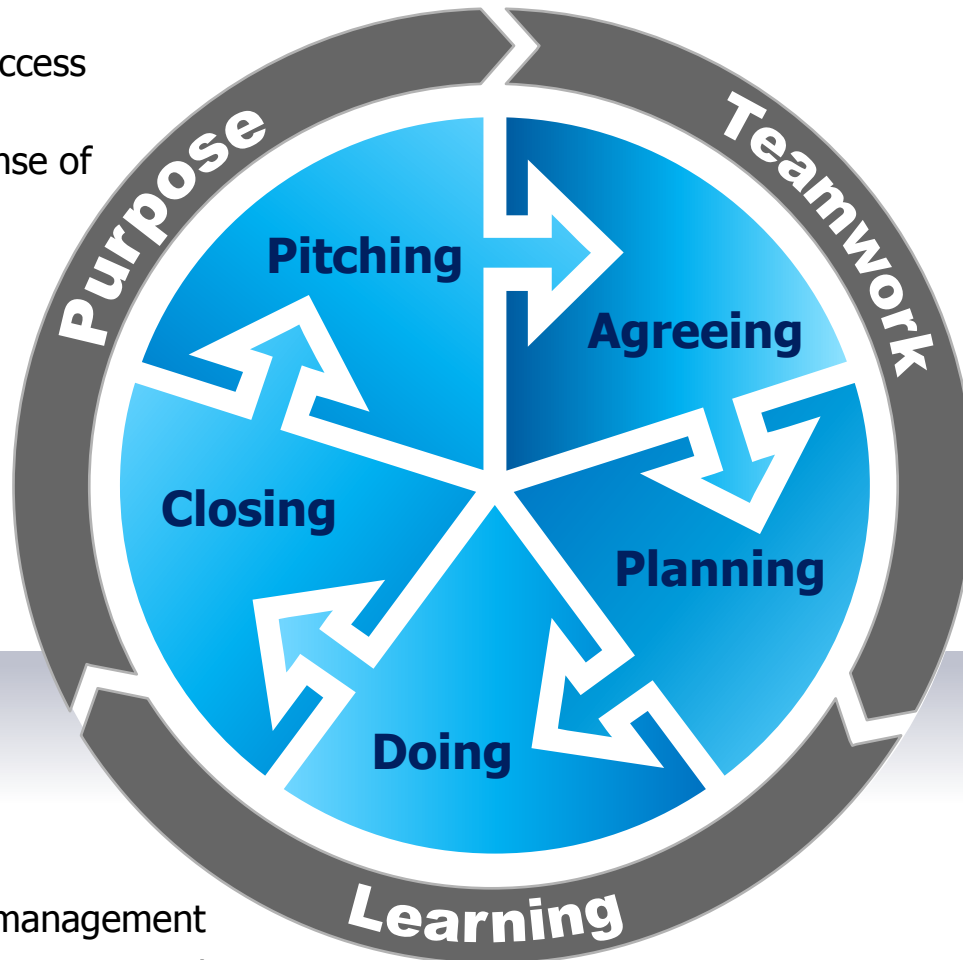 ccess
nse of
Purpose
Teamwork
Pitching
Agreeing
Closing
Planning
Doing
Learning
management